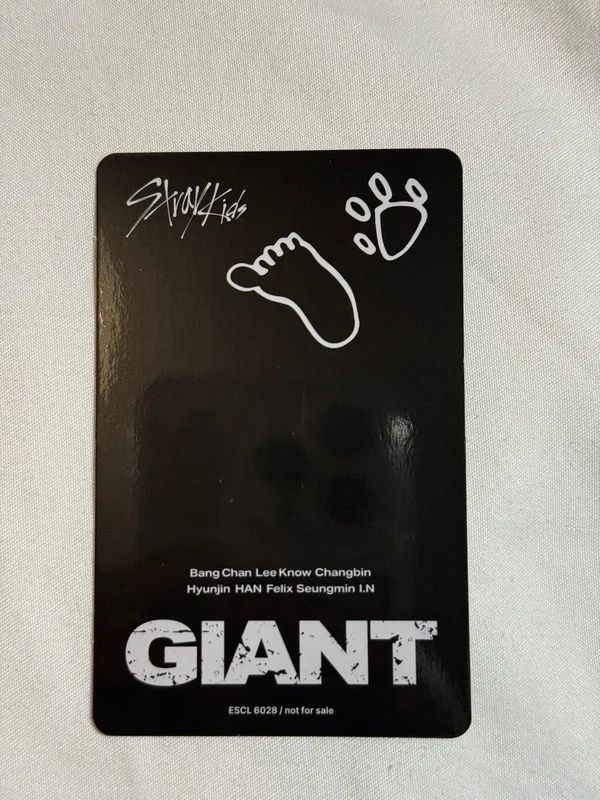 Stray Kids
Bang Chan Lee Know Changbin
Hyunjin HAN Felix Seungmin I.N
GIANT
ESCL 6028 / not for sale